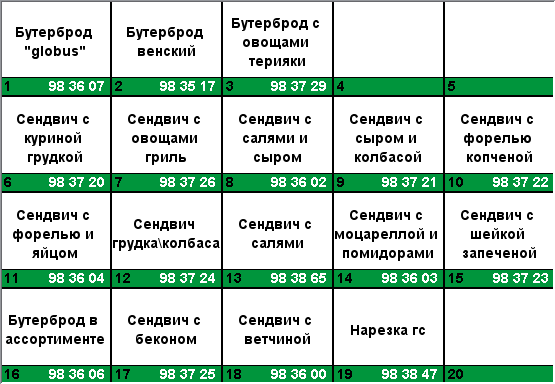 Бутерброд
"globus"
1 98 36 07
Бутерброд
венский
2 98 35 17
Бутерброд с
овощами
терияки
3 98 37 29
4
5
Сендвич с
куриной
грудкой
6 98 37 20
Сендвич с
овощами
гриль
7 98 37 26
Сендвич с
салями и
сыром
8 98 36 02
Сендвич с
сыром и
колбасой
9 98 37 21
Сендвич с
форелью
копченой
10 98 37 22
Сендвич с
форелью и
яйцом
11 98 36 04
Сендвич
грудка\колбаса
12 98 37 24
Сендвич с
салями
13 98 38 65
Сендвич с
моцареллой и
помидорами
14 98 36 03
Сендвич с
шейкой
запеченой
15 98 37 23
Бутерброд в
ассортименте
16 98 36 06
Сендвич с
беконом
17 98 37 25
Сендвич с
ветчиной
18 98 36 00
Нарезка гс
19 98 38 47
20